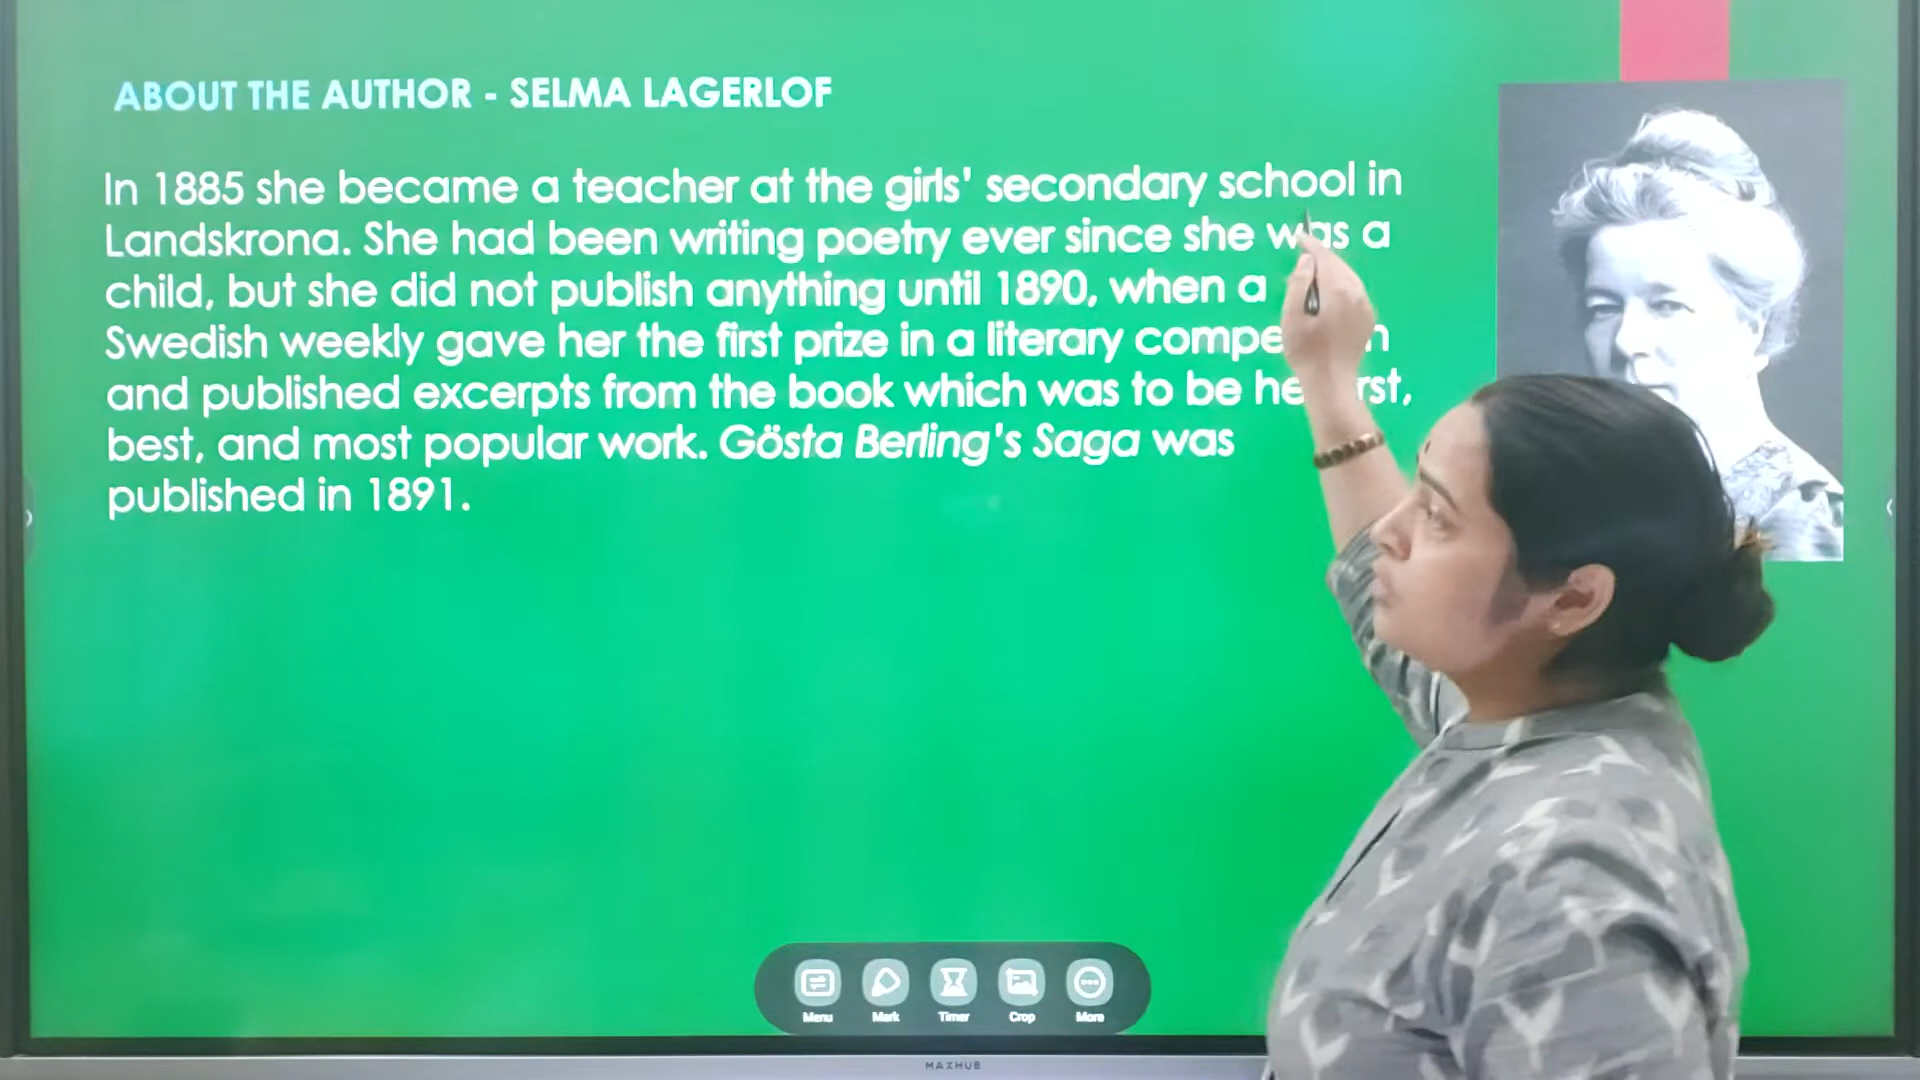 ABOUT THE AUTHOR - SELMA LAGERLOF
In 1885 she became a teacher at the girls' secondary school in
Landskrona. She had been writing poetry ever since she was a
child, but she did not publish anything until 1890, when a
Swedish weekly gave her the first prize in a literary
and published excerpts from the book which was to be
best, and most popular work. Gösta Berling's Saga was
published in 1891.
Menu Mark Timer Crop More
MAXHUB